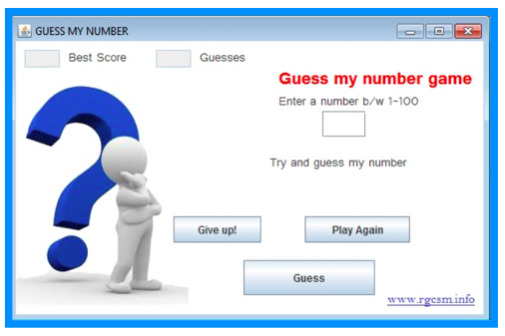 GUESS MY NUMBER
Best Score Guesses
Guess my number game
Enter a number b/w 1-100
Try and guess my number
Give up! Play Again
Guess
www.rgcsm.info